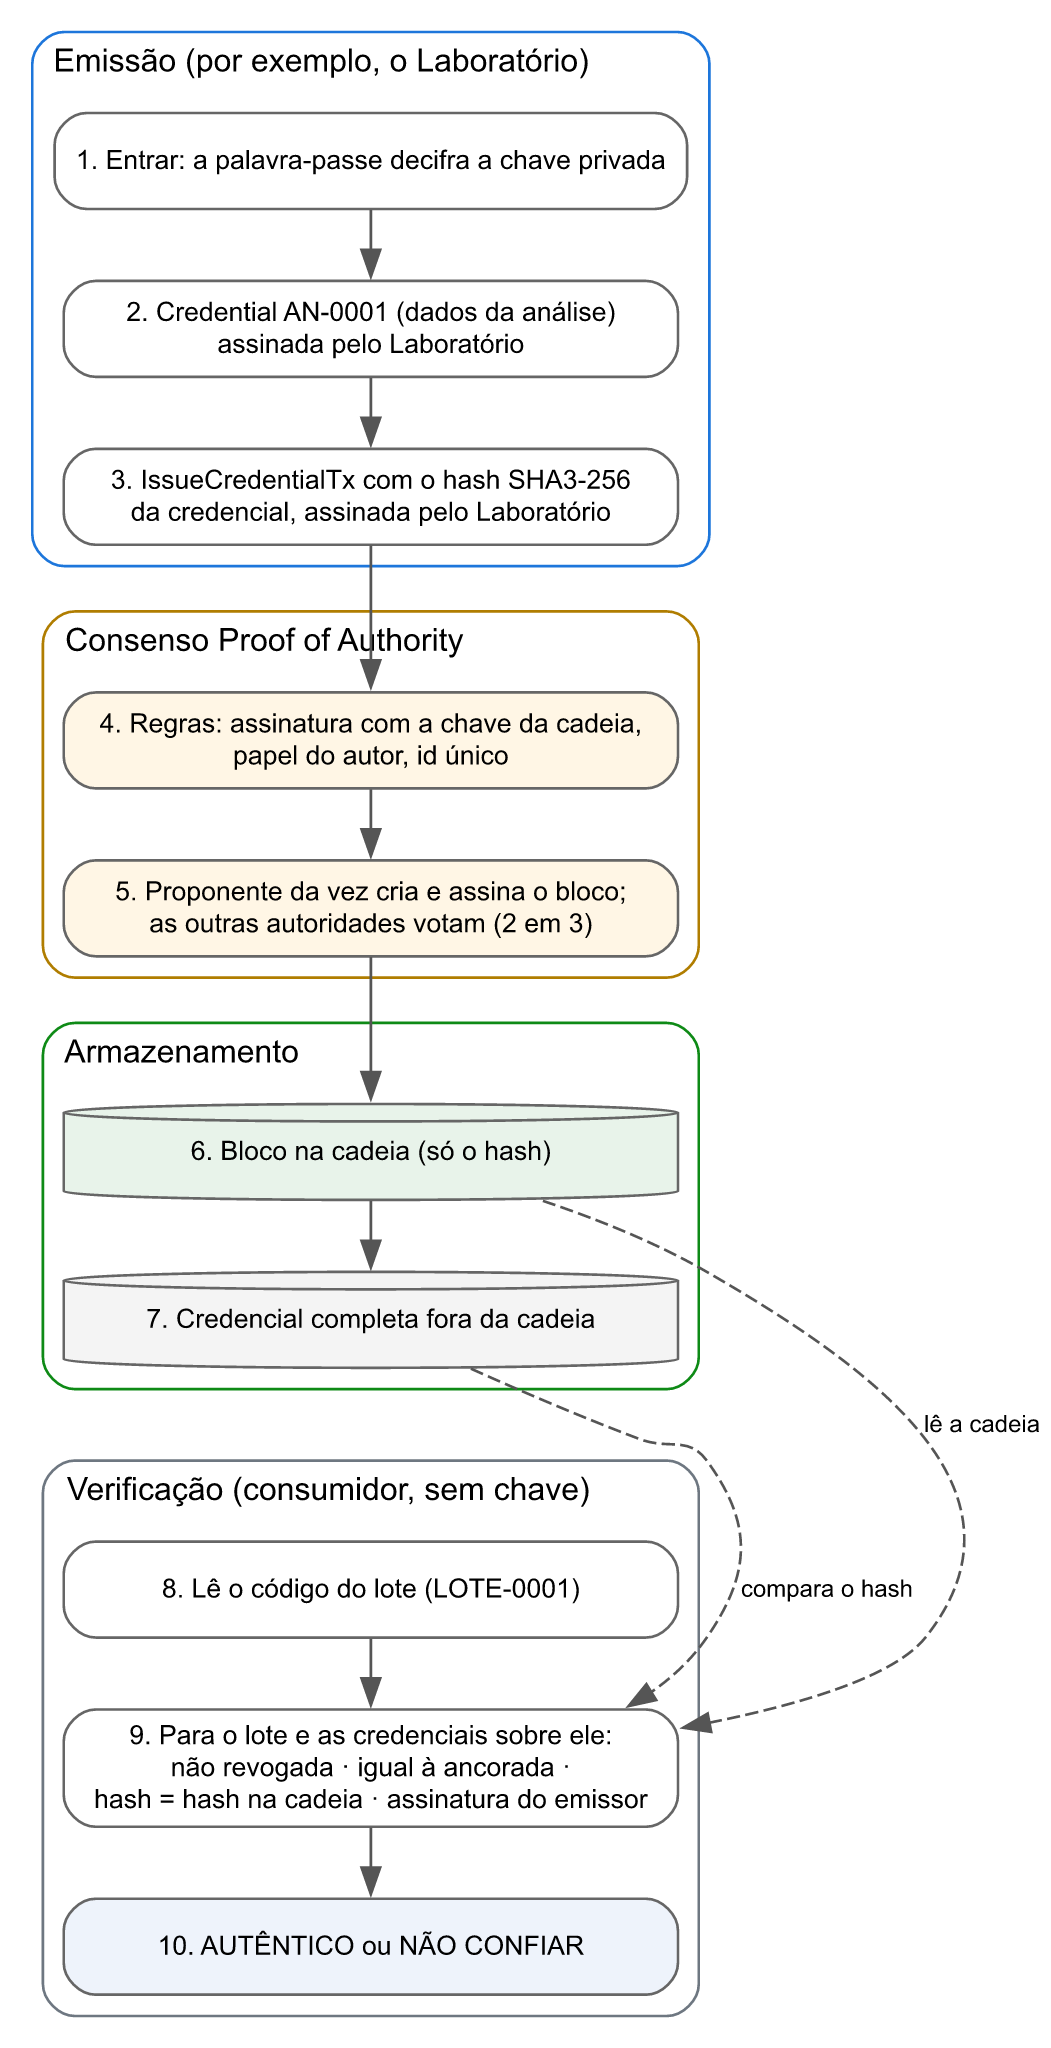 Emissão (por exemplo, o Laboratório)
1. Entrar: a palavra-passe decifra a chave privada
2. Credential AN-0001 (dados da análise)
assinada pelo Laboratório
3. IssueCredentialTx com o hash SHA3-256
da credencial, assinada pelo Laboratório
Consenso Proof of Authority
4. Regras: assinatura com a chave da cadeia,
papel do autor, id único
5. Proponente da vez cria e assina o bloco;
as outras autoridades votam (2 em 3)
Armazenamento
6. Bloco na cadeia (só o hash)
7. Credencial completa fora da cadeia
lê a cadeia
Verificação (consumidor, sem chave)
8. Lê o código do lote (LOTE-0001)
compara o hash
9. Para o lote e as credenciais sobre ele:
não revogada · igual à ancorada ·
hash = hash na cadeia · assinatura do emissor
10. AUTÊNTICO ou NÃO CONFIAR